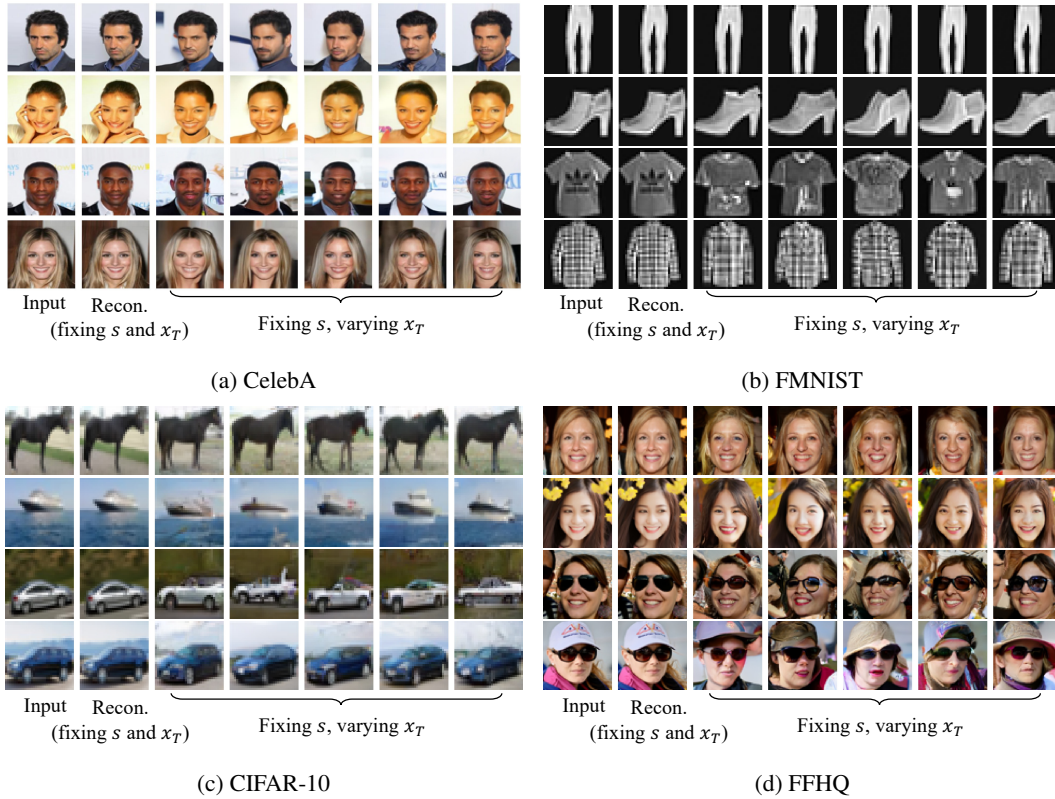 Input
Recon.
(fixing s and x_T)
Fixing s, varying x_T
(a) CelebA
Input
Recon.
(fixing s and x_T)
Fixing s, varying x_T
(b) FMNIST
Input
Recon.
(fixing s and x_T)
Fixing s, varying x_T
(c) CIFAR-10
Input
Recon.
(fixing s and x_T)
Fixing s, varying x_T
(d) FFHQ